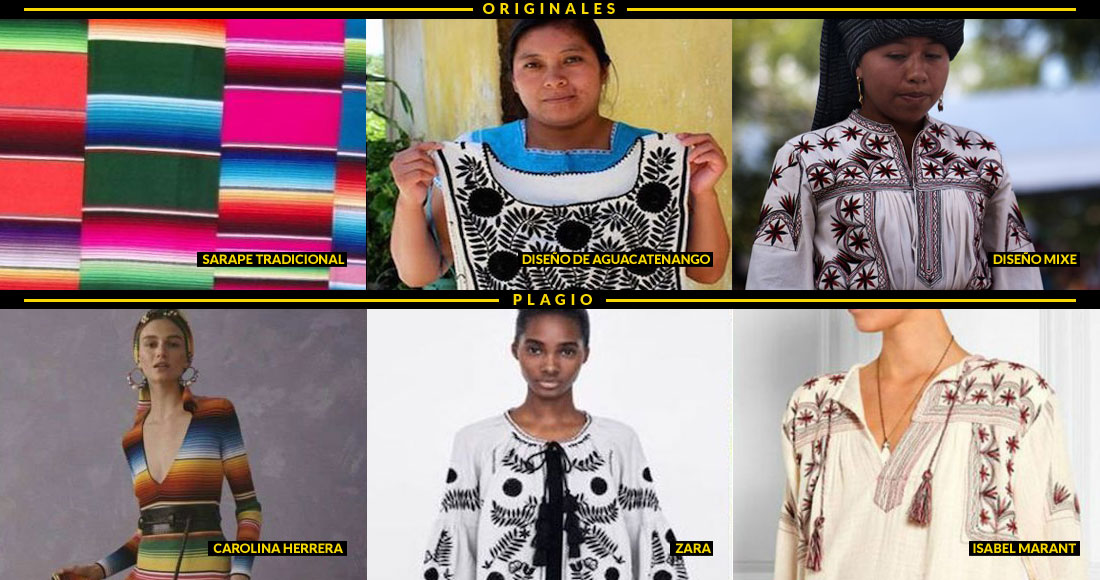 ORIGINALES
SARAPE TRADICIONAL
DISEÑO DE AGUACATENANGO
DISEÑO MIXE
PLAGIO
CAROLINA HERRERA
ZARA
ISABEL MARANT